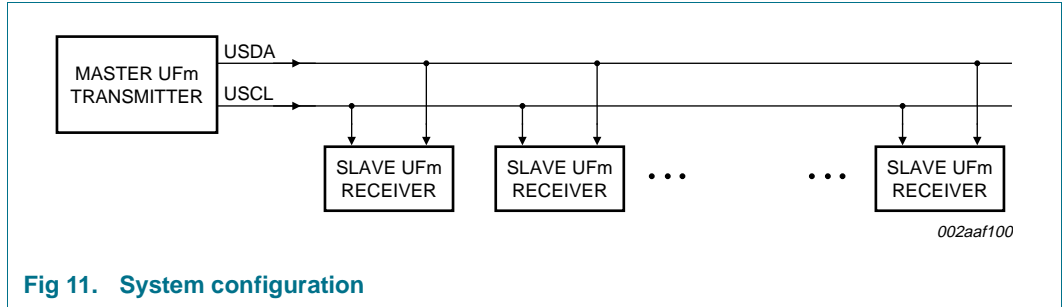 USDA
MASTER UFm
TRANSMITTER
USCL
SLAVE UFm
RECEIVER
SLAVE UFm
RECEIVER
• • •
• • •
SLAVE UFm
RECEIVER
002aaf100
Fig 11. System configuration